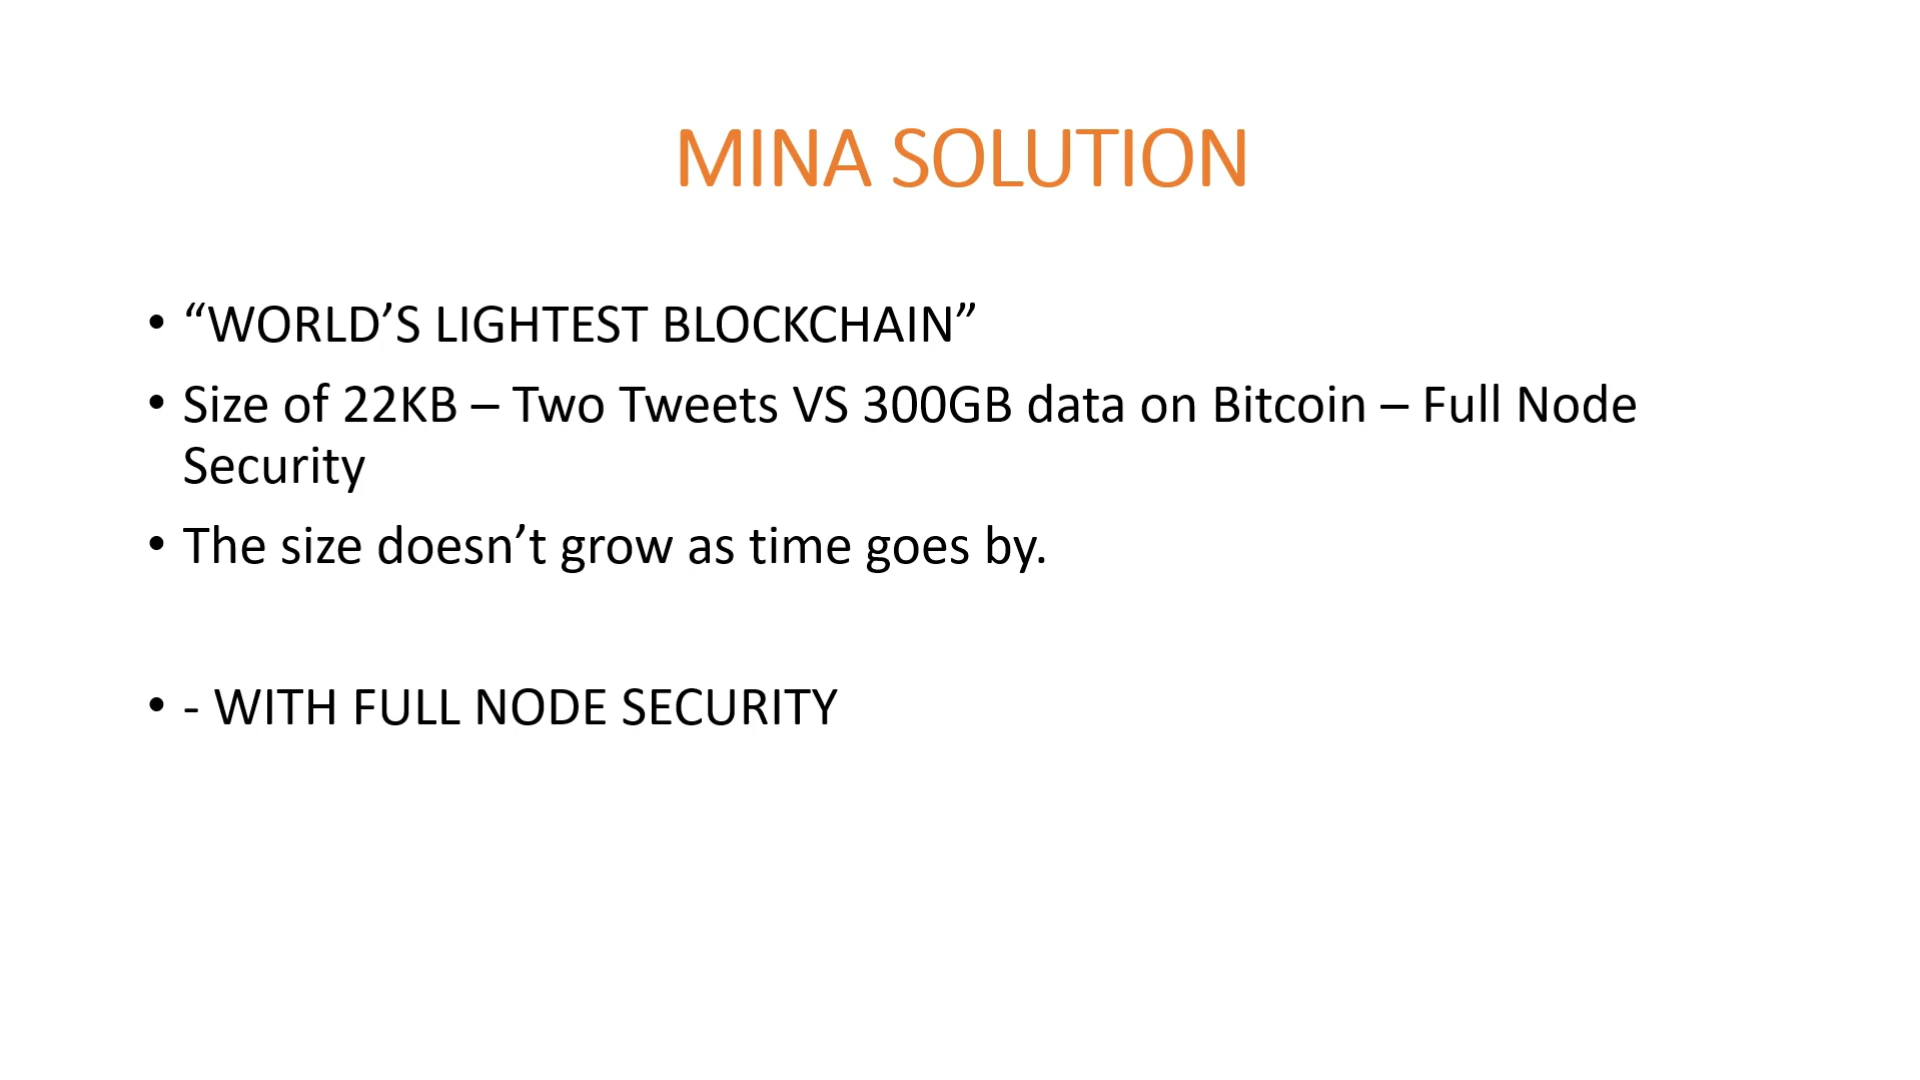 MINA SOLUTION
• “WORLD’S LIGHTEST BLOCKCHAIN”
• Size of 22KB – Two Tweets VS 300GB data on Bitcoin – Full Node
Security
• The size doesn’t grow as time goes by.
• - WITH FULL NODE SECURITY